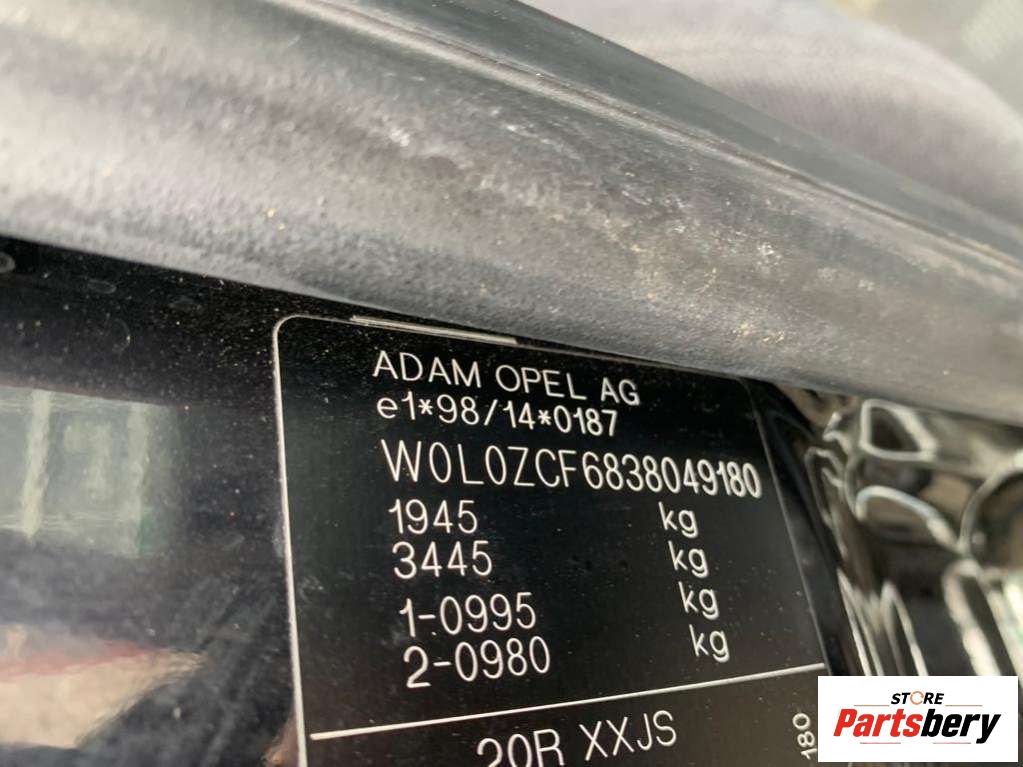 ADAM OPEL AG
e1*98/14*0187
W0L0ZCF6838049180
1945 kg
3445 kg
1-0995 kg
2-0980 kg
20R XXJS
180
STORE
Partsbery